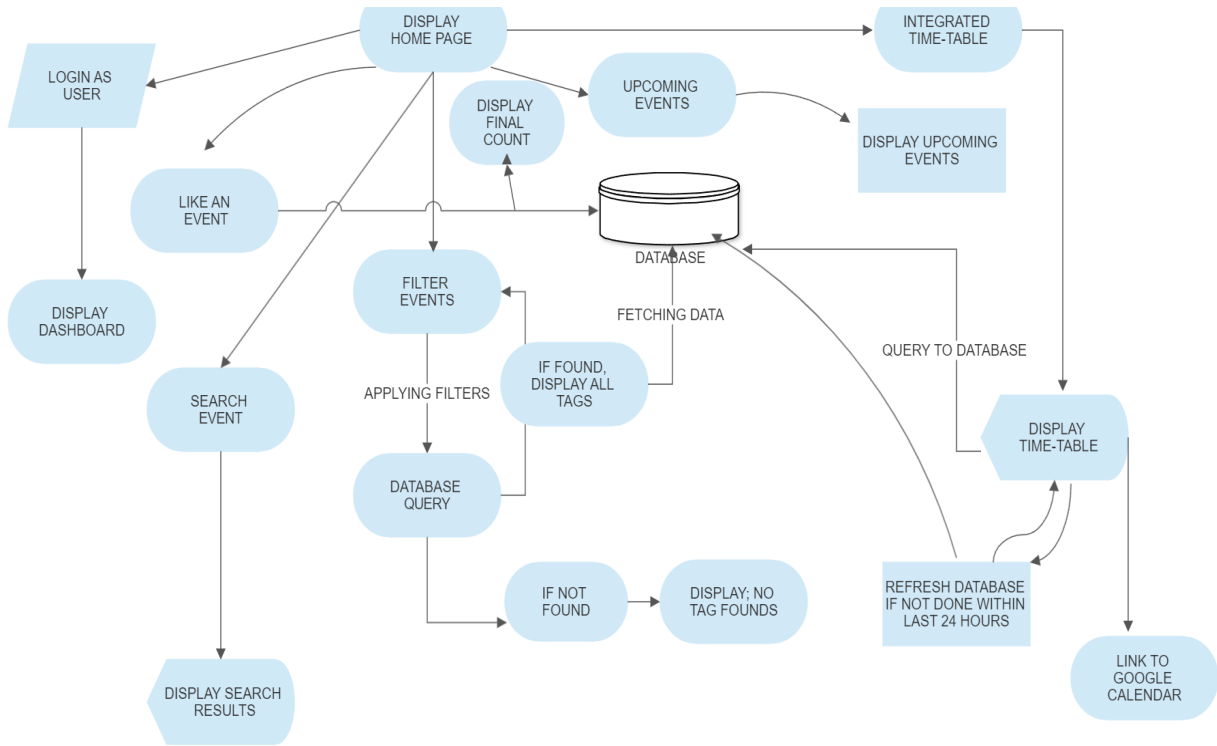 DISPLAY
HOME PAGE
INTEGRATED
TIME-TABLE
LOGIN AS
USER
UPCOMING
EVENTS
DISPLAY
FINAL
COUNT
DISPLAY UPCOMING
EVENTS
LIKE AN
EVENT
DATABASE
FILTER
EVENTS
DISPLAY
DASHBOARD
FETCHING DATA
QUERY TO DATABASE
IF FOUND,
DISPLAY ALL
TAGS
APPLYING FILTERS
SEARCH
EVENT
DISPLAY
TIME-TABLE
DATABASE
QUERY
IF NOT
FOUND
DISPLAY; NO
TAG FOUNDS
REFRESH DATABASE
IF NOT DONE WITHIN
LAST 24 HOURS
LINK TO
GOOGLE
CALENDAR
DISPLAY SEARCH
RESULTS